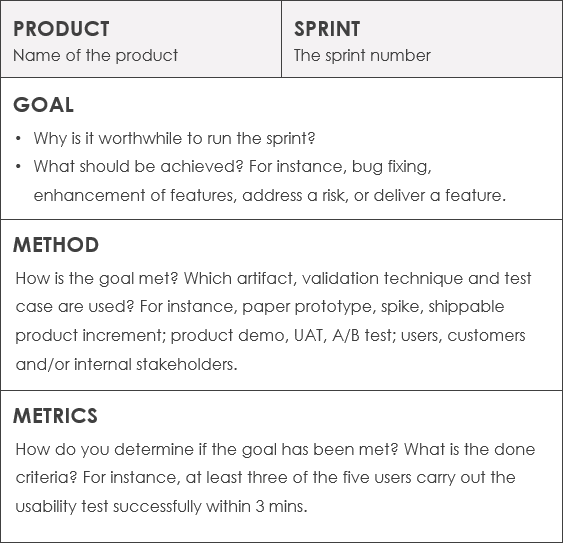 PRODUCT
Name of the product
SPRINT
The sprint number
GOAL
• Why is it worthwhile to run the sprint?
• What should be achieved? For instance, bug fixing,
enhancement of features, address a risk, or deliver a feature.
METHOD
How is the goal met? Which artifact, validation technique and test
case are used? For instance, paper prototype, spike, shippable
product increment; product demo, UAT, A/B test; users, customers
and/or internal stakeholders.
METRICS
How do you determine if the goal has been met? What is the done
criteria? For instance, at least three of the five users carry out the
usability test successfully within 3 mins.